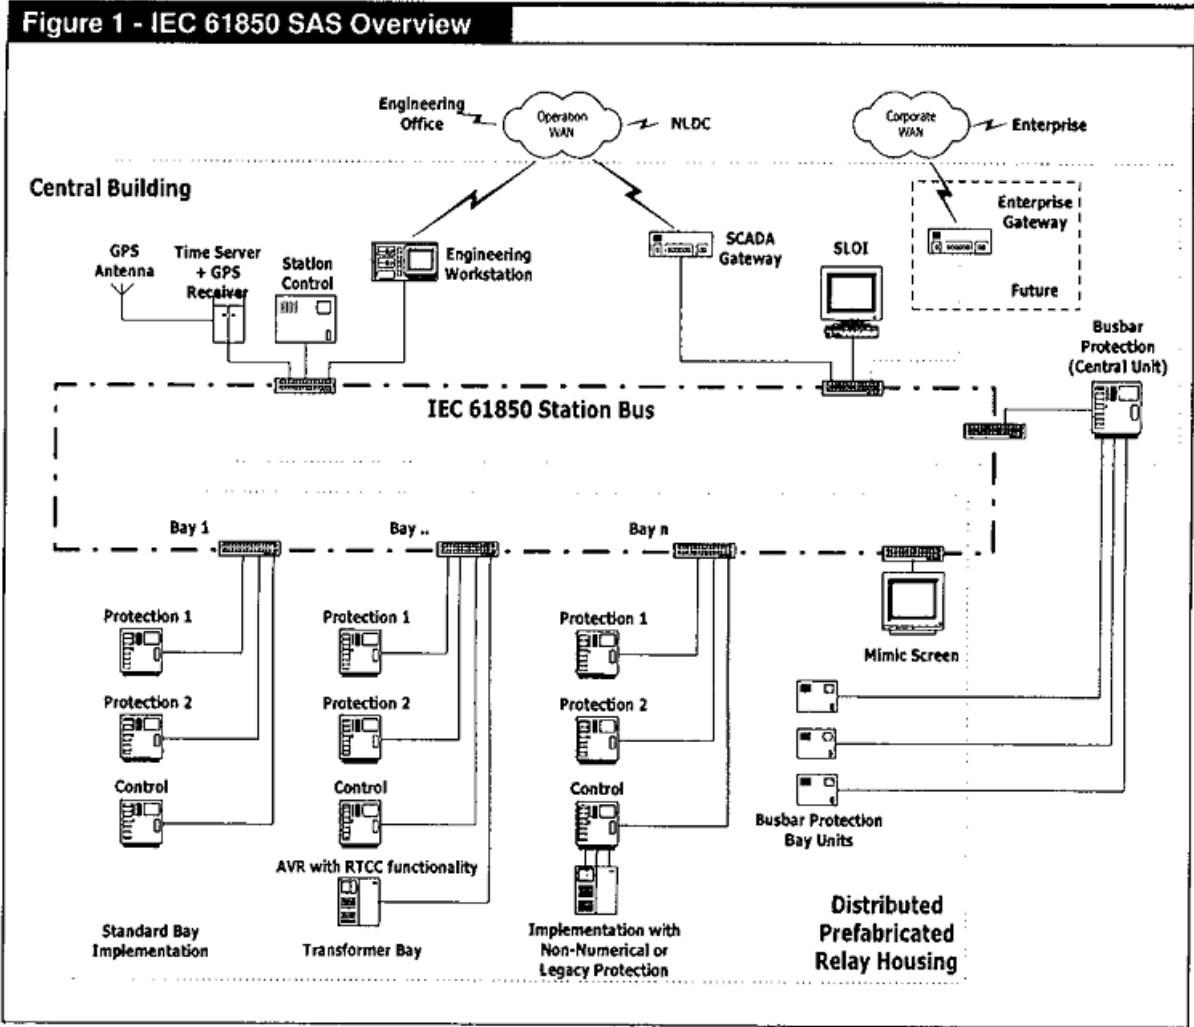 Figure 1 - IEC 61850 SAS Overview
Engineering
Office
Operation
WAN
NLDC
Corporate
WAN
Enterprise
Central Building
Enterprise
Gateway
Future
GPS
Antenna
Time Server
+ GPS
Receiver
Station
Control
Engineering
Workstation
SCADA
Gateway
SLOI
Busbar
Protection
(Central Unit)
IEC 61850 Station Bus
Bay 1
Bay ..
Bay n
Protection 1
Protection 2
Control
Protection 1
Protection 2
Control
AVR with RTCC functionality
Protection 1
Protection 2
Control
Mimic Screen
Busbar Protection
Bay Units
Standard Bay
Implementation
Transformer Bay
Implementation with
Non-Numerical or
Legacy Protection
Distributed
Prefabricated
Relay Housing